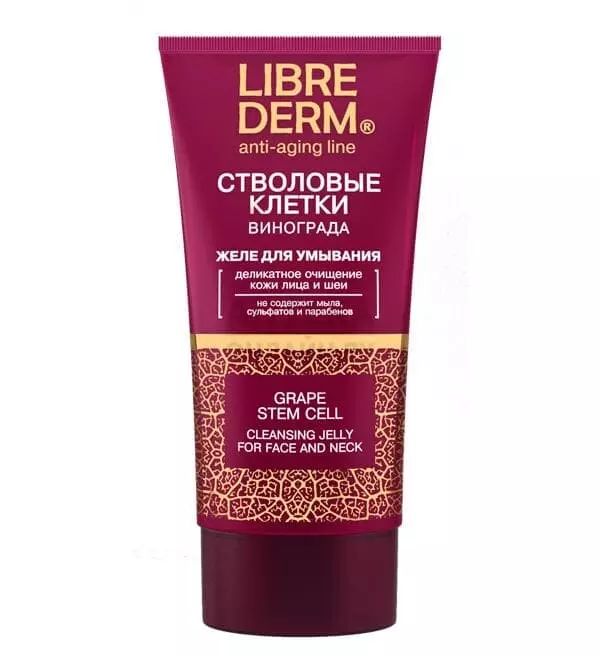 LIBRE
DERM®
anti-aging line
СТВОЛОВЫЕ
КЛЕТКИ
ВИНОГРАДА
ЖЕЛЕ ДЛЯ УМЫВАНИЯ
деликатное очищение
кожи лица и шеи
не содержит мыла,
сульфатов и парабенов
GRAPE
STEM CELL
CLEANSING JELLY
FOR FACE AND NECK